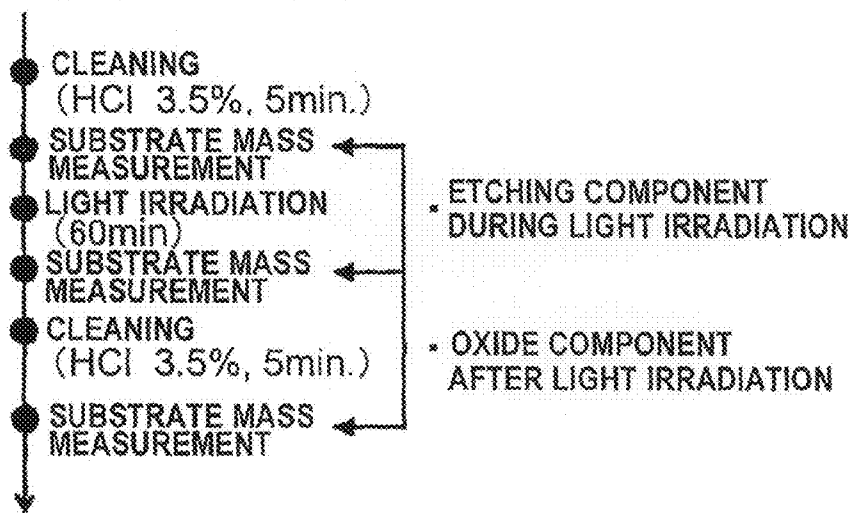 CLEANING
(HCl 3.5%, 5min.)
SUBSTRATE MASS
MEASUREMENT
LIGHT IRRADIATION
(60min)
SUBSTRATE MASS
MEASUREMENT
CLEANING
(HCl 3.5%, 5min.)
SUBSTRATE MASS
MEASUREMENT
· ETCHING COMPONENT
DURING LIGHT IRRADIATION
· OXIDE COMPONENT
AFTER LIGHT IRRADIATION